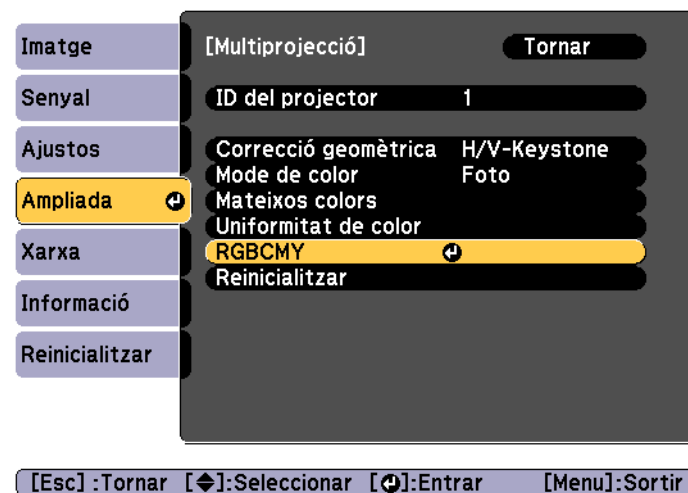 Imatge
Senyal
Ajustos
Ampliada
Xarxa
Informació
Reinicialitzar
[Multiprojecció] Tornar
ID del projector 1
Correcció geomètrica H/V-Keystone
Mode de color Foto
Mateixos colors
Uniformitat de color
RGBCMY
Reinicialitzar
[Esc] :Tornar [◆]:Seleccionar [↵]:Entrar [Menu]:Sortir